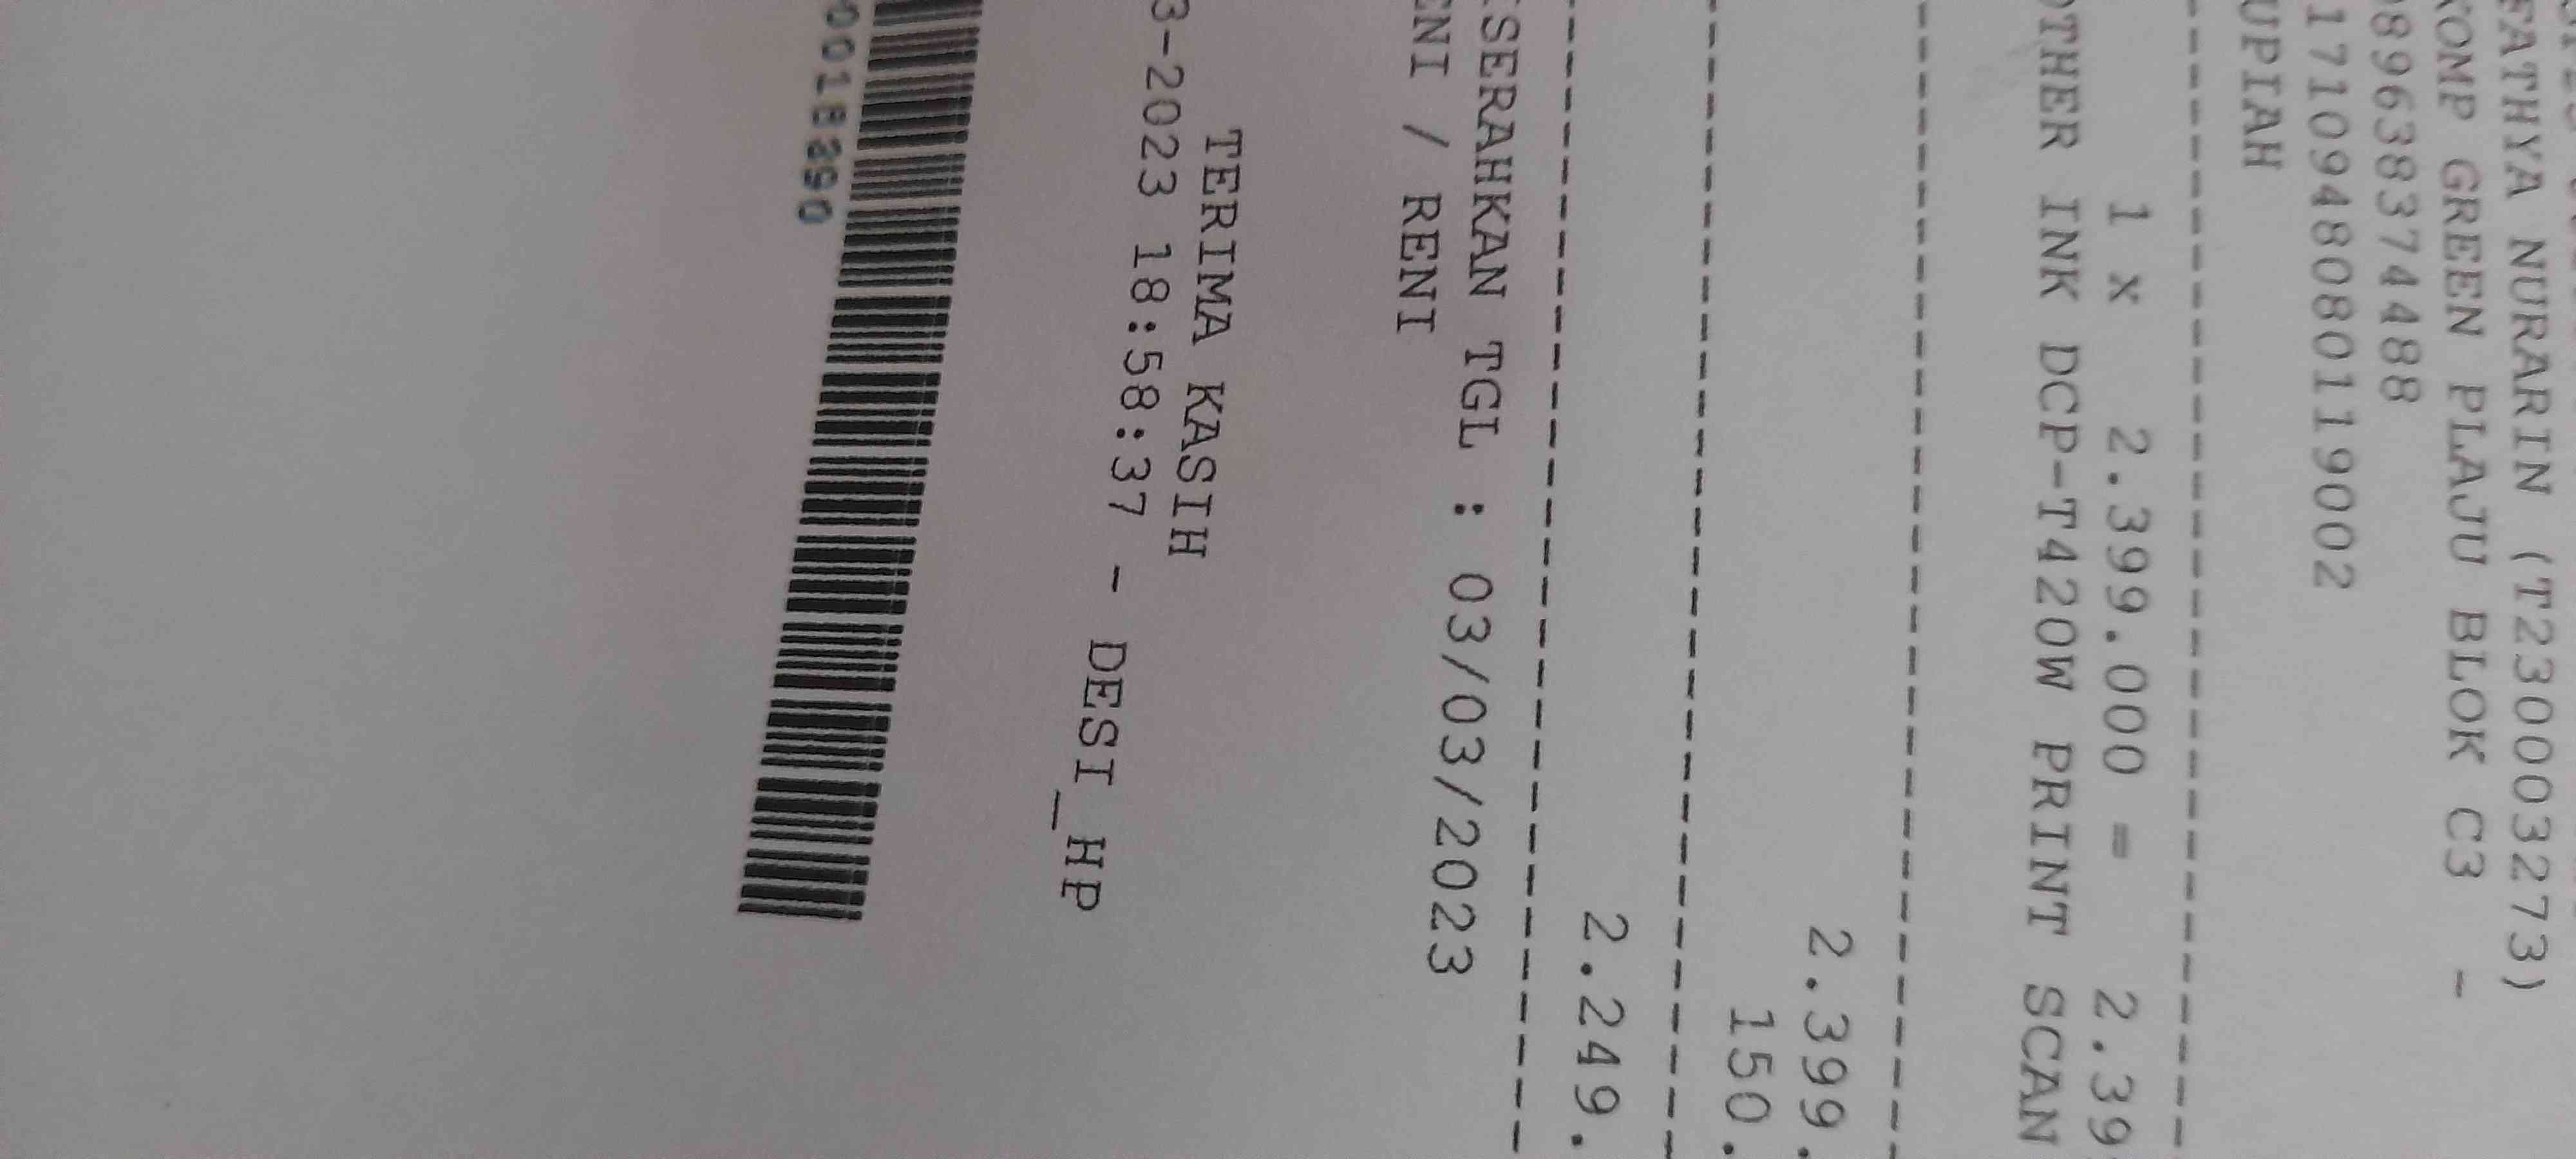 FATHYA NURARIN (T230003273)
KOMP GREEN PLAJU BLOK C3 -
089638374488
1710948080119002
UPIAH
1 x 2.399.000 = 2.39
OTHER INK DCP-T420W PRINT SCAN
2.399.
150.
2.249.
SERAHKAN TGL : 03/03/2023
ENI / RENI
TERIMA KASIH
3-2023 18:58:37 - DESI_HP